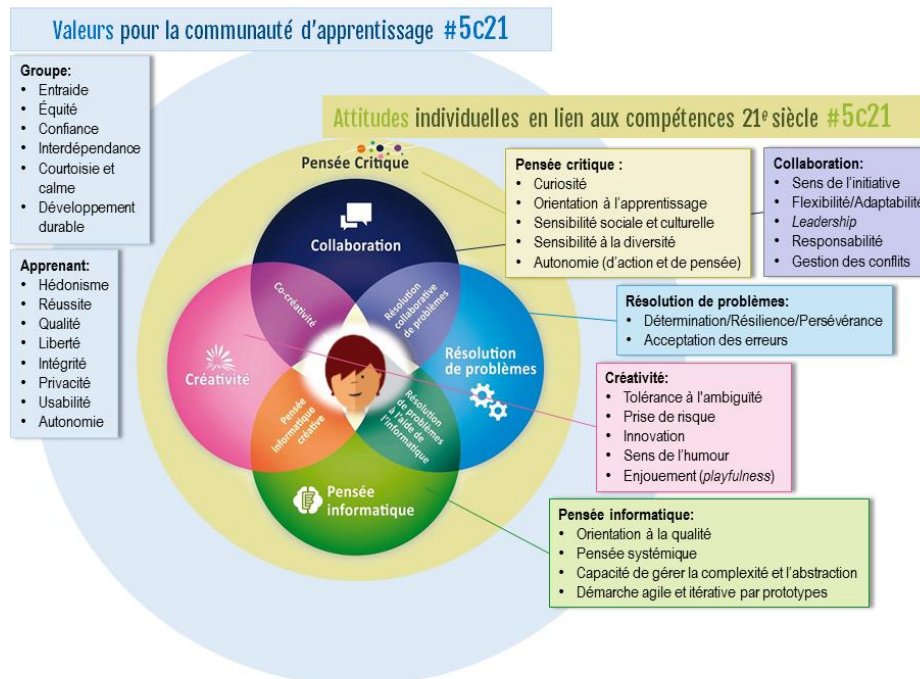 Valeurs pour la communauté d'apprentissage #5c21
Groupe:
• Entraide
• Équité
• Confiance
• Interdépendance
• Courtoisie et
calme
• Développement
durable
Apprenant:
• Hédonisme
• Réussite
• Qualité
• Liberté
• Intégrité
• Privacité
• Usabilité
• Autonomie
Attitudes individuelles en lien aux compétences 21e siècle #5c21
Pensée Critique
Collaboration
Co-créativité
Résolution
collaborative
de problèmes
Créativité
Résolution
de problèmes
Pensée
informatique
créative
Résolution
de problèmes
à l'aide de
l'informatique
Pensée
informatique
Pensée critique :
• Curiosité
• Orientation à l'apprentissage
• Sensibilité sociale et culturelle
• Sensibilité à la diversité
• Autonomie (d'action et de pensée)
Collaboration:
• Sens de l'initiative
• Flexibilité/Adaptabilité
• Leadership
• Responsabilité
• Gestion des conflits
Résolution de problèmes:
• Détermination/Résilience/Persévérance
• Acceptation des erreurs
Créativité:
• Tolérance à l'ambiguïté
• Prise de risque
• Innovation
• Sens de l'humour
• Enjouement (playfulness)
Pensée informatique:
• Orientation à la qualité
• Pensée systémique
• Capacité de gérer la complexité et l'abstraction
• Démarche agile et itérative par prototypes